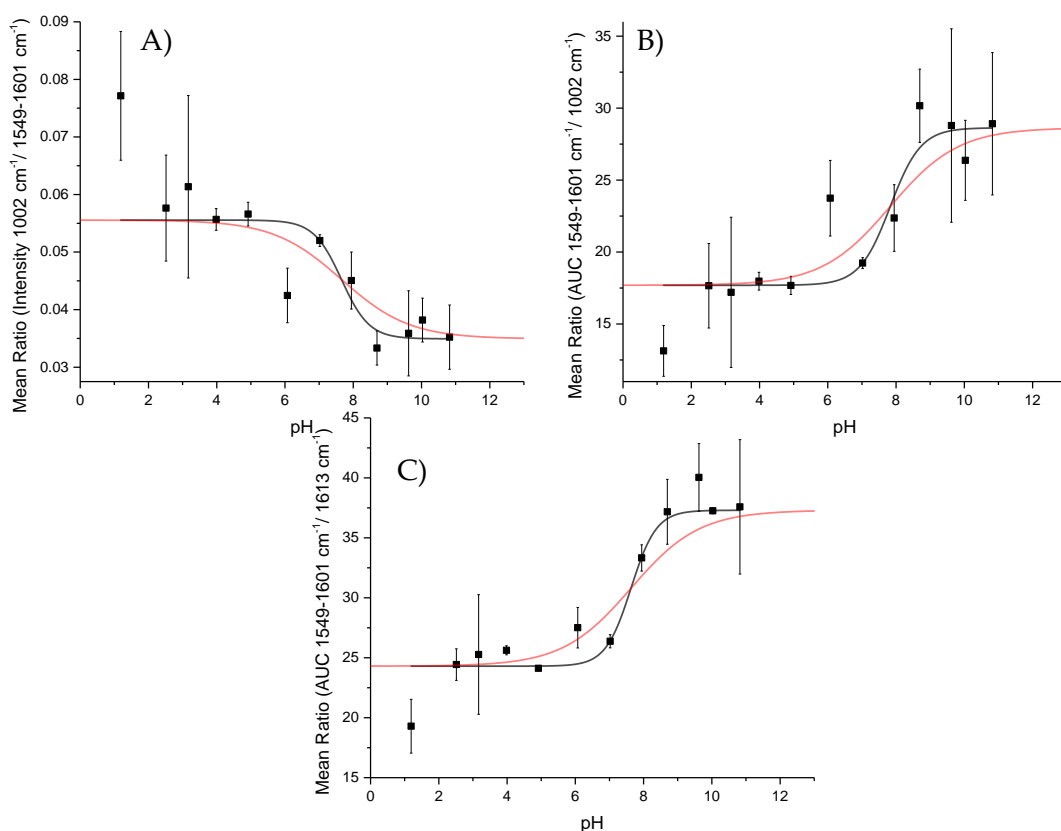 A)
Mean Ratio (Intensity 1002 cm⁻¹/ 1549-1601 cm⁻¹)
0.09
0.08
0.07
0.06
0.05
0.04
0.03
0 2 4 6 8 10 12
pH
B)
Mean Ratio (AUC 1549-1601 cm⁻¹/ 1002 cm⁻¹)
35
30
25
20
15
0 2 4 6 8 10 12
pH
C)
Mean Ratio (AUC 1549-1601 cm⁻¹/ 1613 cm⁻¹)
45
40
35
30
25
20
15
0 2 4 6 8 10 12
pH